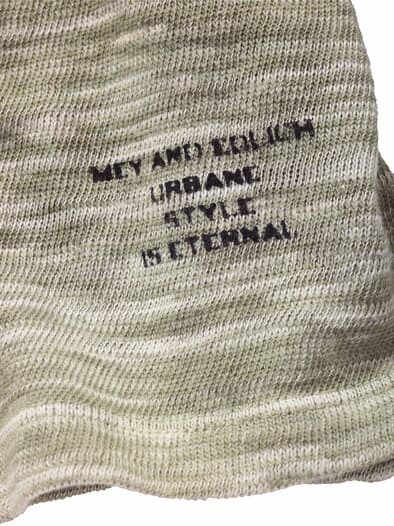 MEY AND EDLICH
URBANE
STYLE
IS ETERNAL